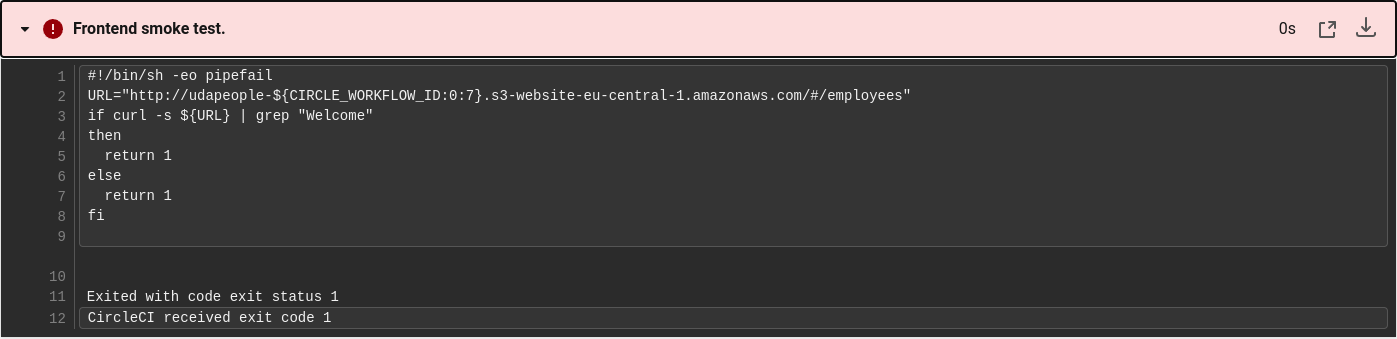 Frontend smoke test.
0s
1 #!/bin/sh -eo pipefail
2 URL="http://udapeople-${CIRCLE_WORKFLOW_ID:0:7}.s3-website-eu-central-1.amazonaws.com/#/employees"
3 if curl -s ${URL} | grep "Welcome"
4 then
5   return 1
6 else
7   return 1
8 fi
9
10
11 Exited with code exit status 1
12 CircleCI received exit code 1